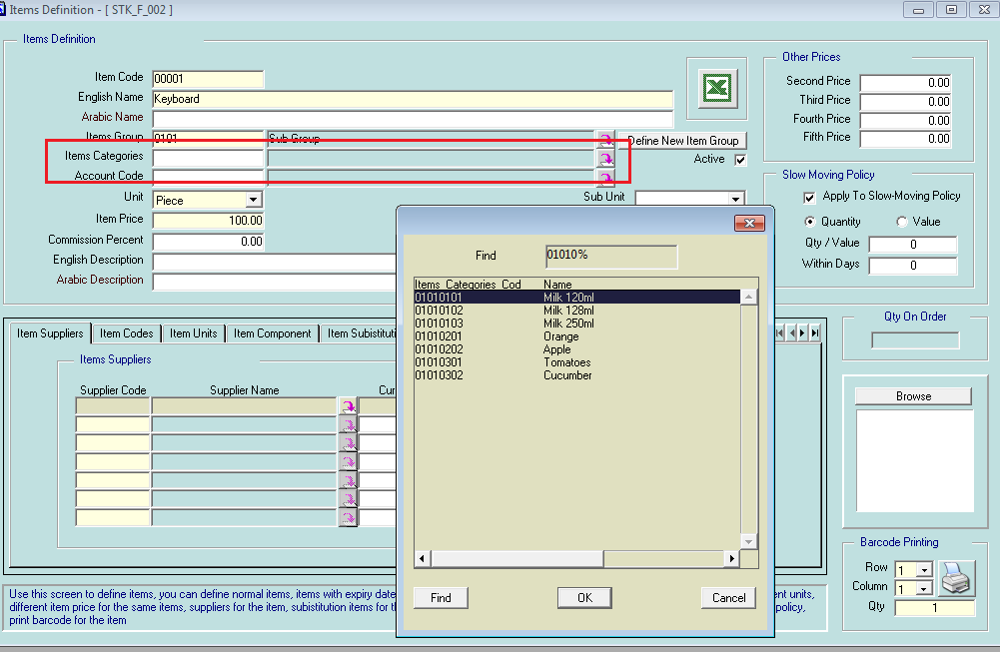 Items Definition - [ STK_F_002 ]
Items Definition
Item Code 00001
English Name Keyboard
Arabic Name
Items Group 0101 Sub Group Define New Item Group
Items Categories Active
Account Code
Unit Piece Sub Unit
Item Price 100.00
Commission Percent 0.00
English Description
Arabic Description
Other Prices
Second Price 0.00
Third Price 0.00
Fourth Price 0.00
Fifth Price 0.00
Slow Moving Policy
Apply To Slow-Moving Policy
Quantity Value
Qty / Value 0
Within Days 0
Find 01010%
Items Categories Cod Name
01010101 Milk 120ml
01010102 Milk 128ml
01010103 Milk 250ml
01010201 Orange
01010202 Apple
01010301 Tomatoes
01010302 Cucumber
Find OK Cancel
Item Suppliers Item Codes Item Units Item Component Item Subistituti
Items Suppliers
Supplier Code Supplier Name Cur
Qty On Order
Browse
Barcode Printing
Row 1
Column 1
Qty 1
Use this screen to define items, you can define normal items, items with expiry date ent units,
different item price for the same items, suppliers for the item, subistitution items for th policy,
print barcode for the item